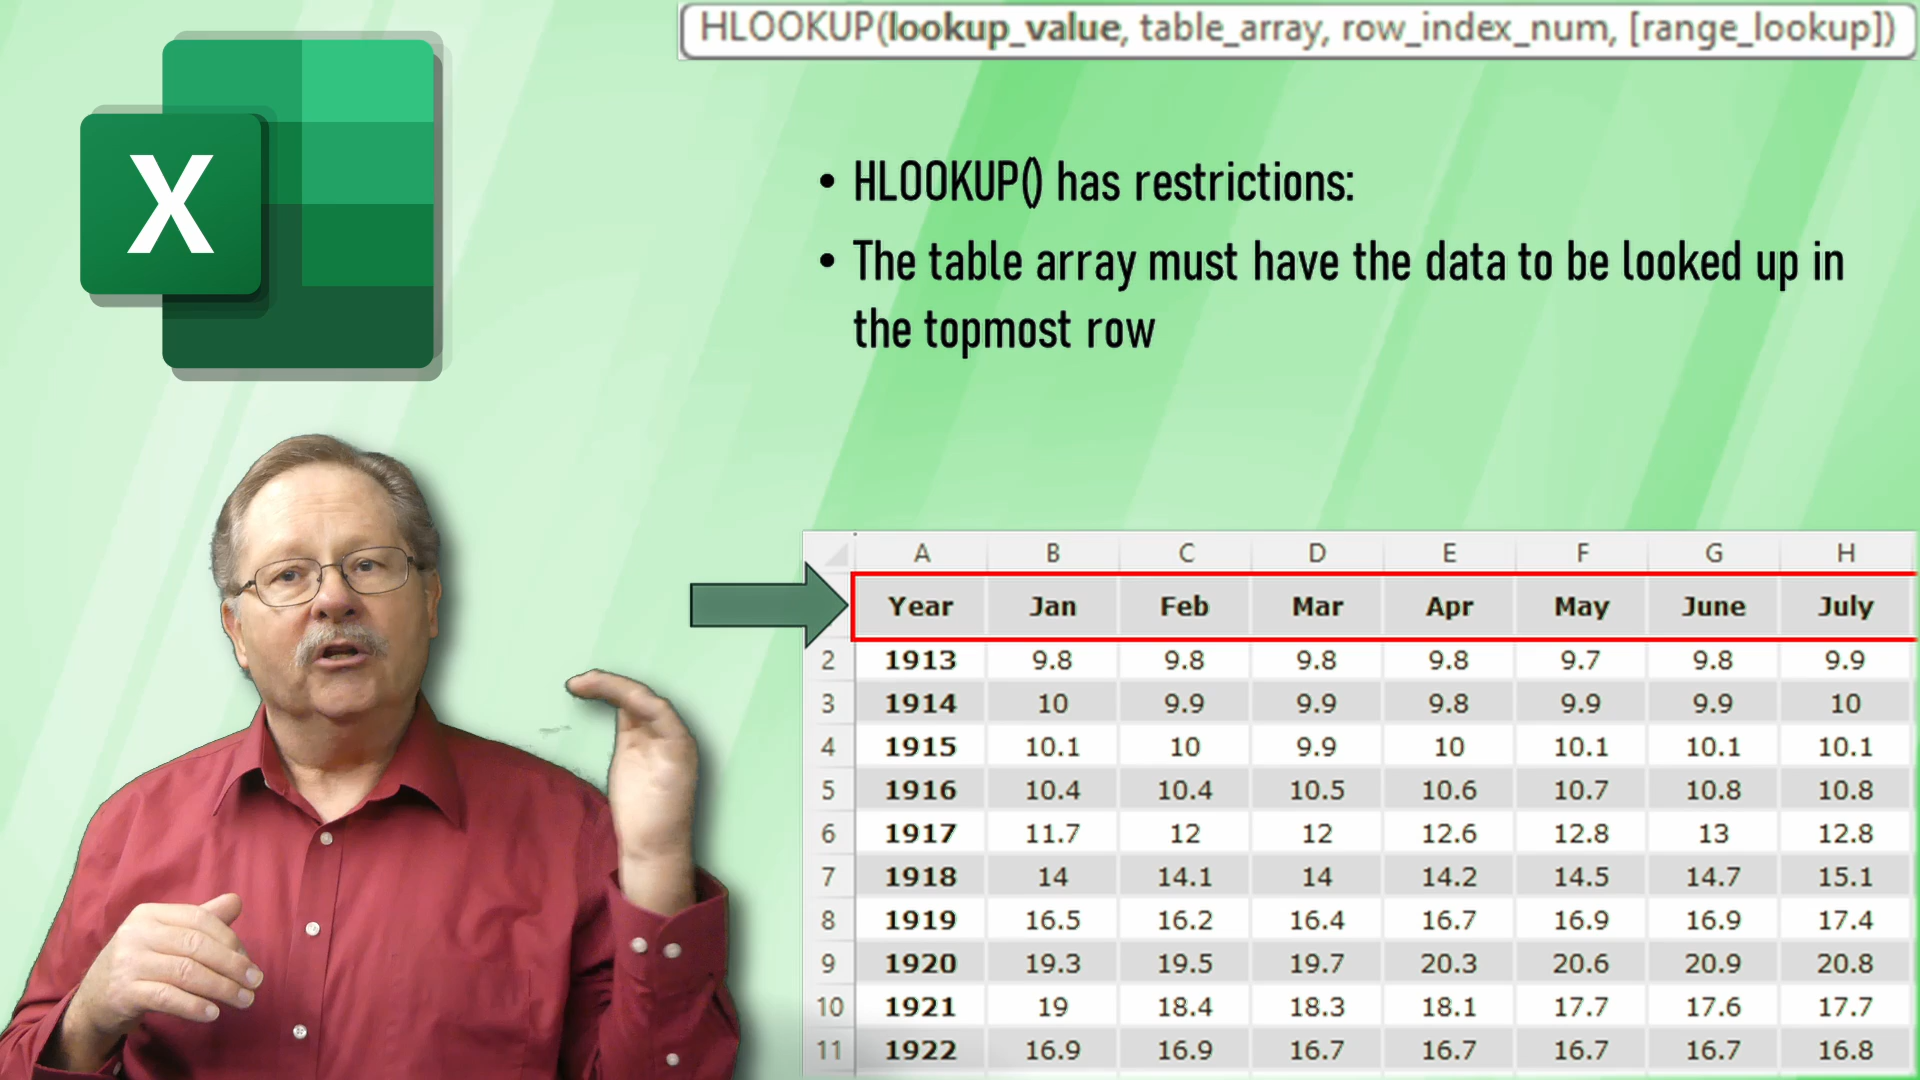 HLOOKUP(lookup_value, table_array, row_index_num, [range_lookup])
X
• HLOOKUP() has restrictions:
• The table array must have the data to be looked up in
the topmost row
A B C D E F G H
Year Jan Feb Mar Apr May June July
2 1913 9.8 9.8 9.8 9.8 9.7 9.8 9.9
3 1914 10 9.9 9.9 9.8 9.9 9.9 10
4 1915 10.1 10 9.9 10 10.1 10.1 10.1
5 1916 10.4 10.4 10.5 10.6 10.7 10.8 10.8
6 1917 11.7 12 12 12.6 12.8 13 12.8
7 1918 14 14.1 14 14.2 14.5 14.7 15.1
8 1919 16.5 16.2 16.4 16.7 16.9 16.9 17.4
9 1920 19.3 19.5 19.7 20.3 20.6 20.9 20.8
10 1921 19 18.4 18.3 18.1 17.7 17.6 17.7
11 1922 16.9 16.9 16.7 16.7 16.7 16.7 16.8